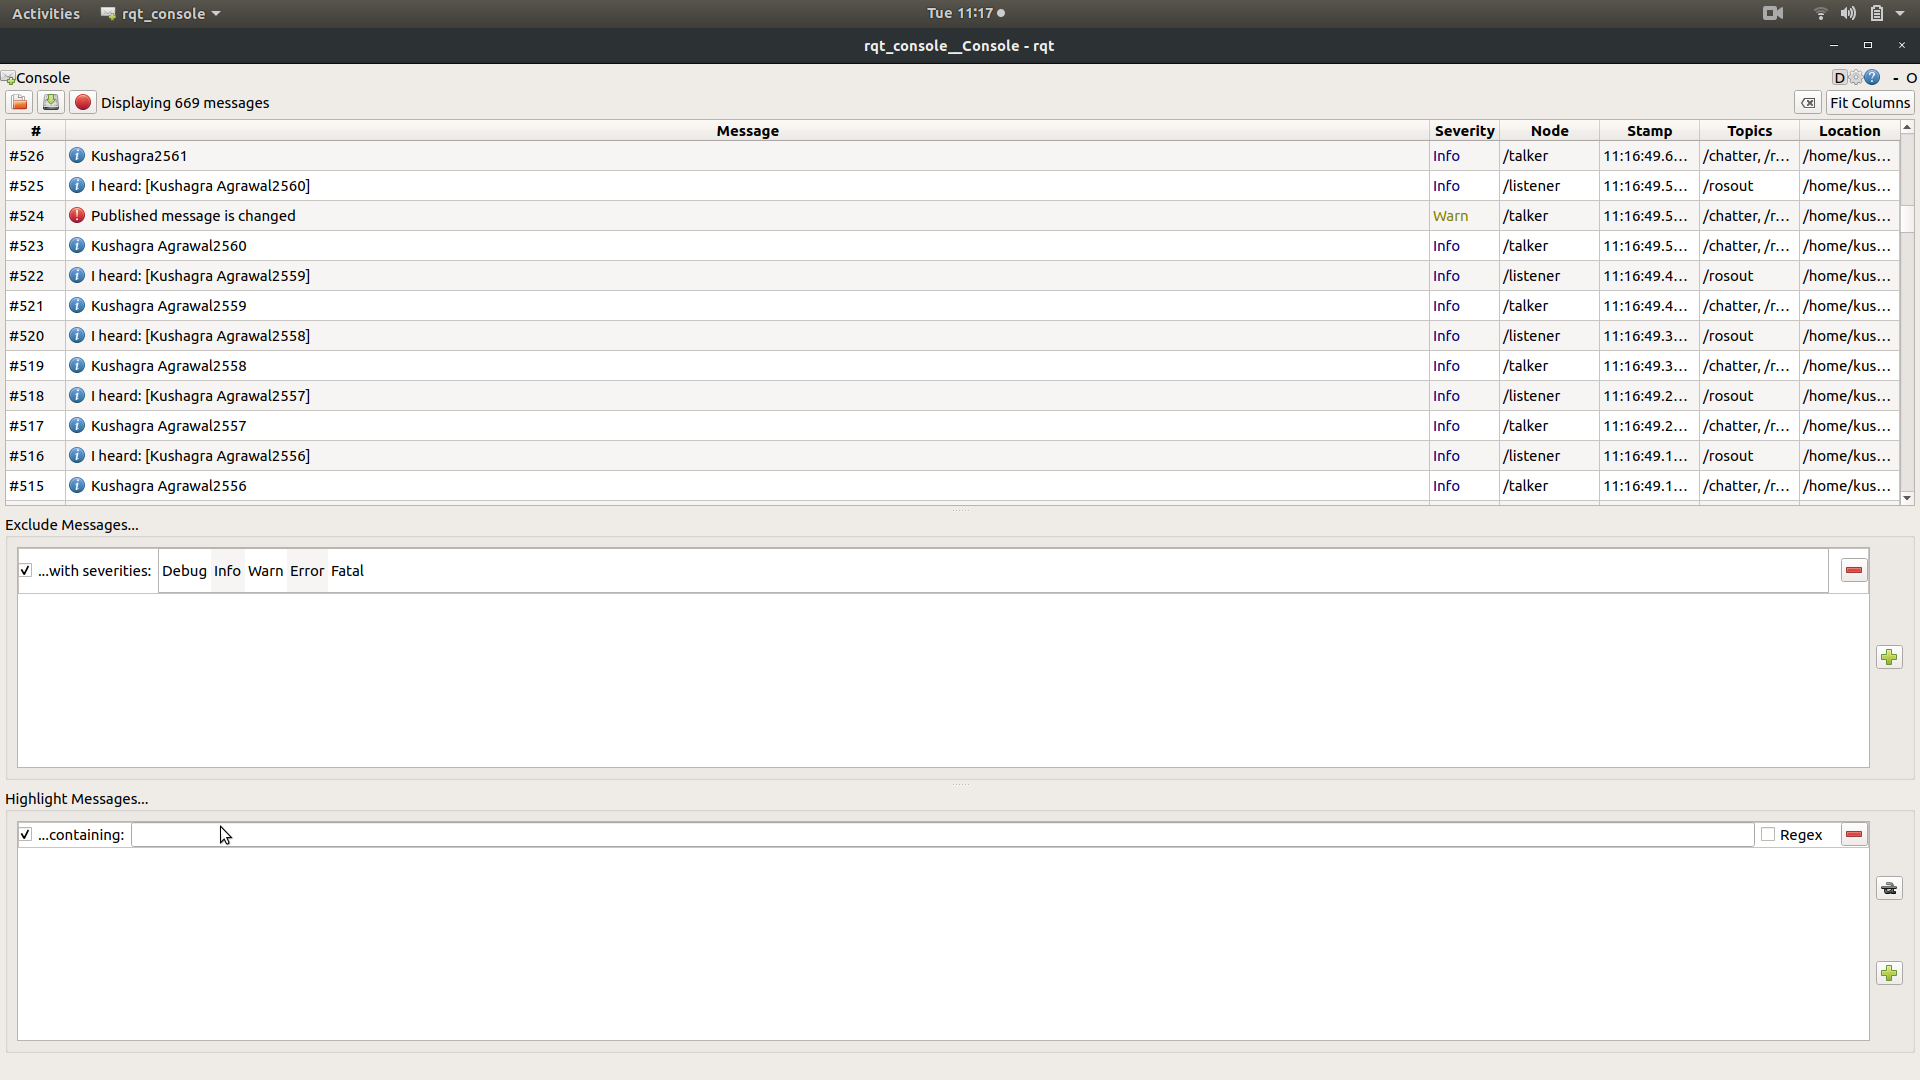 Activities rqt_console Tue 11:17
rqt_console__Console - rqt
Console D ? - O
Displaying 669 messages Fit Columns
# Message Severity Node Stamp Topics Location
#526 Kushagra2561 Info /talker 11:16:49.6... /chatter, /r... /home/kus...
#525 I heard: [Kushagra Agrawal2560] Info /listener 11:16:49.5... /rosout /home/kus...
#524 Published message is changed Warn /talker 11:16:49.5... /chatter, /r... /home/kus...
#523 Kushagra Agrawal2560 Info /talker 11:16:49.5... /chatter, /r... /home/kus...
#522 I heard: [Kushagra Agrawal2559] Info /listener 11:16:49.4... /rosout /home/kus...
#521 Kushagra Agrawal2559 Info /talker 11:16:49.4... /chatter, /r... /home/kus...
#520 I heard: [Kushagra Agrawal2558] Info /listener 11:16:49.3... /rosout /home/kus...
#519 Kushagra Agrawal2558 Info /talker 11:16:49.3... /chatter, /r... /home/kus...
#518 I heard: [Kushagra Agrawal2557] Info /listener 11:16:49.2... /rosout /home/kus...
#517 Kushagra Agrawal2557 Info /talker 11:16:49.2... /chatter, /r... /home/kus...
#516 I heard: [Kushagra Agrawal2556] Info /listener 11:16:49.1... /rosout /home/kus...
#515 Kushagra Agrawal2556 Info /talker 11:16:49.1... /chatter, /r... /home/kus...
Exclude Messages...
...with severities: Debug Info Warn Error Fatal
Highlight Messages...
...containing: Regex